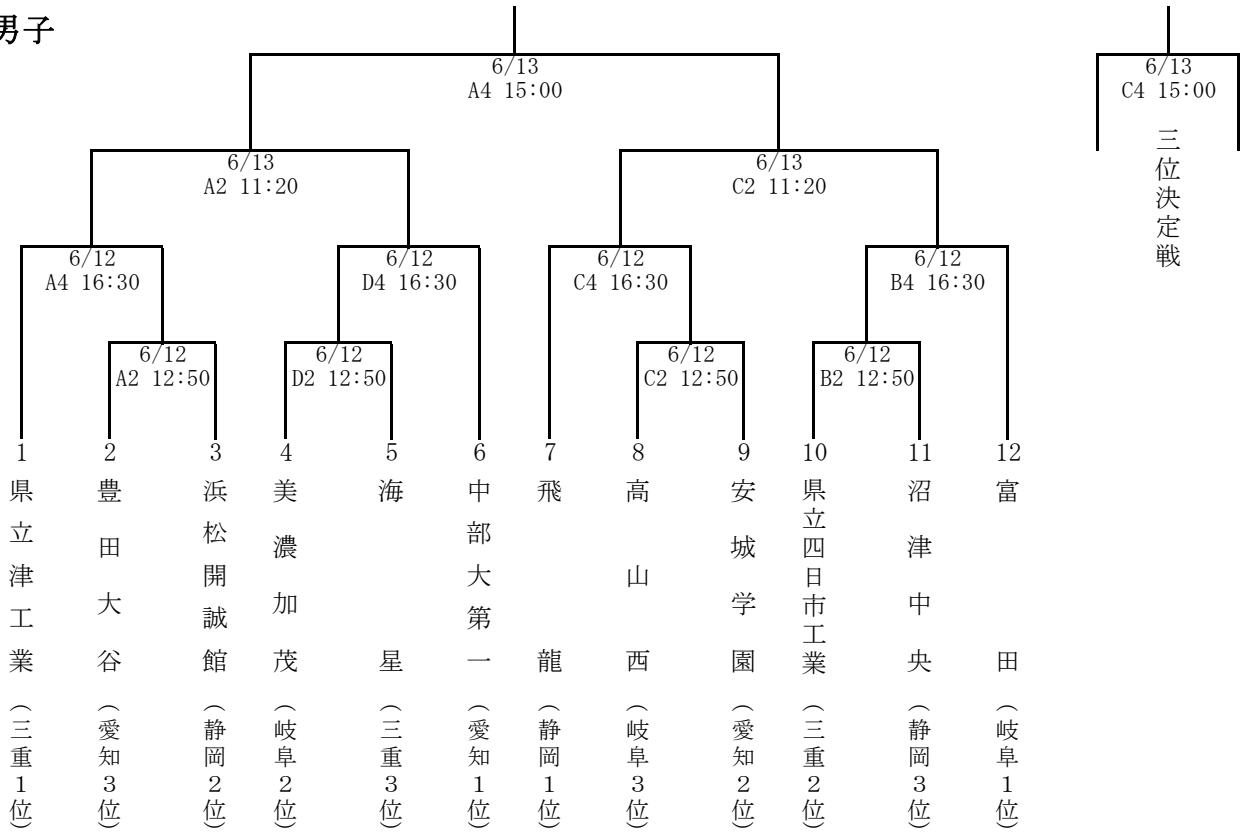 男子
6/13
A4 15:00
6/13
C4 15:00
三位決定戦
6/13
A2 11:20
6/13
C2 11:20
6/12
A4 16:30
6/12
D4 16:30
6/12
C4 16:30
6/12
B4 16:30
6/12
A2 12:50
6/12
D2 12:50
6/12
C2 12:50
6/12
B2 12:50
1
県立津工業
(三重1位)
2
豊田大谷
(愛知3位)
3
浜松開誠館
(静岡2位)
4
美濃加茂
(岐阜2位)
5
海星
(三重3位)
6
中部大第一
(愛知1位)
7
飛龍
(静岡1位)
8
高山西
(岐阜3位)
9
安城学園
(愛知2位)
10
県立四日市工業
(三重2位)
11
沼津中央
(静岡3位)
12
富田
(岐阜1位)